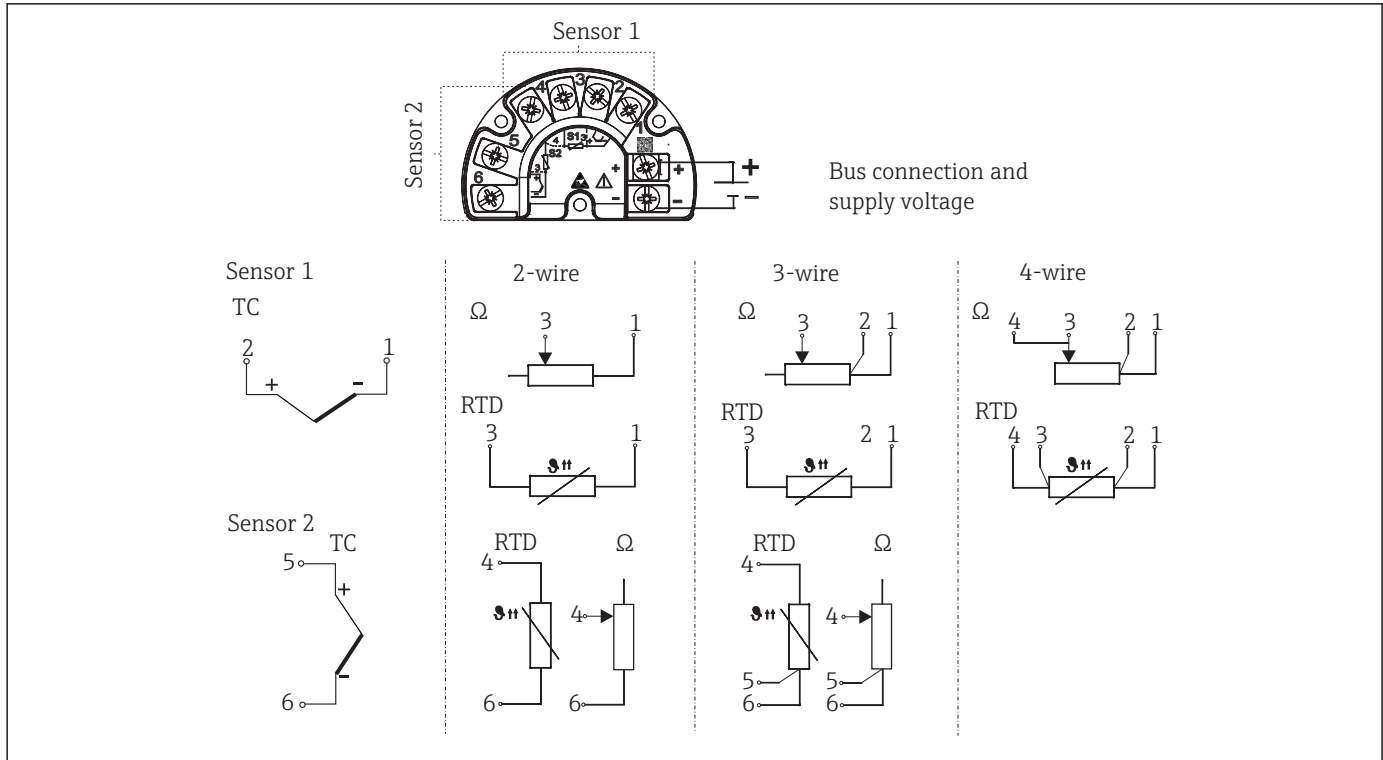 Sensor 1
Sensor 2
4 3 2
5 1
6
4 S1 3 +
S2
3
+ -
+ +
- -
+
-
Bus connection and
supply voltage
Sensor 1
TC
2 1
+ -
2-wire
Ω
3 1
RTD
3 1
3-wire
Ω
3 2 1
RTD
3 2 1
4-wire
Ω
4 3 2 1
RTD
4 3 2 1
Sensor 2
TC
5
+
-
6
RTD Ω
4 4
6 6
RTD Ω
4 4
5 5
6 6